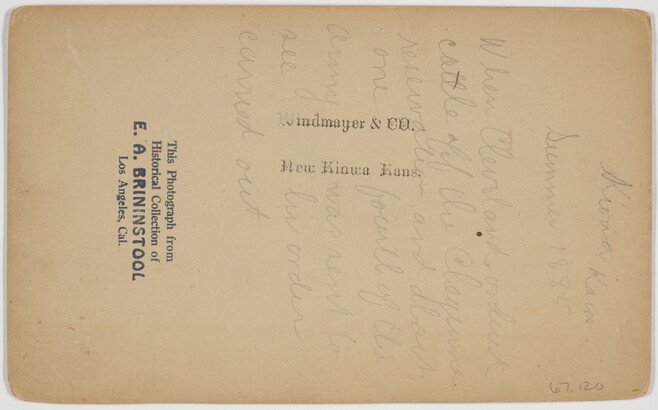 Kiowa Kans.
Summer 1885
When Cleveland ordered
cattle off the Cheyenne
reservation and about
one fourth of the
army was sent to
see his order
carried out
Windmayer & CO.
New Kiowa Kans.
This Photograph from
Historical Collection of
E. A. BRININSTOOL
Los Angeles, Cal.
67.120